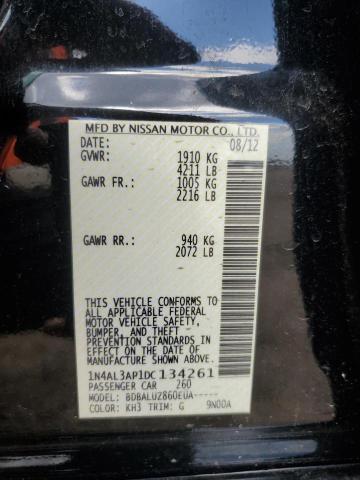 MFD BY NISSAN MOTOR CO., LTD.
DATE: 08/12
GVWR: 1910 KG
4211 LB
GAWR FR: 1005 KG
2216 LB
GAWR RR: 940 KG
2072 LB
THIS VEHICLE CONFORMS TO
ALL APPLICABLE FEDERAL
MOTOR VEHICLE SAFETY,
BUMPER, AND THEFT
PREVENTION STANDARDS
IN EFFECT ON THE DATE OF
MANUFACTURE SHOWN ABOVE.
1N4AL3AP1DC134261
PASSENGER CAR 260
MODEL: BDBALUZ860EUA-----
COLOR: KH3 TRIM: G 9N00A